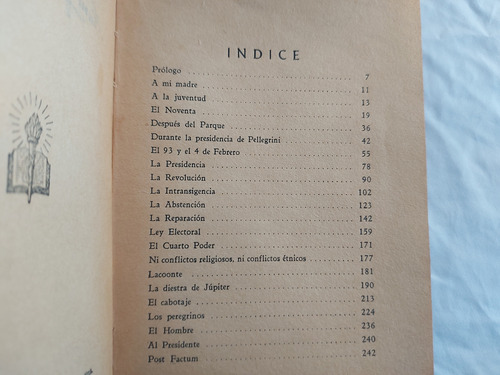 INDICE
Prólogo 7
A mi madre 11
A la juventud 13
El Noventa 19
Después del Parque 36
Durante la presidencia de Pellegrini 42
El 93 y el 4 de Febrero 55
La Presidencia 78
La Revolución 90
La Intransigencia 102
La Abstención 123
La Reparación 142
Ley Electoral 159
El Cuarto Poder 171
Ni conflictos religiosos, ni conflictos étnicos 177
Lacoonte 181
La diestra de Júpiter 190
El cabotaje 213
Los peregrinos 224
El Hombre 236
Al Presidente 240
Post Factum 242